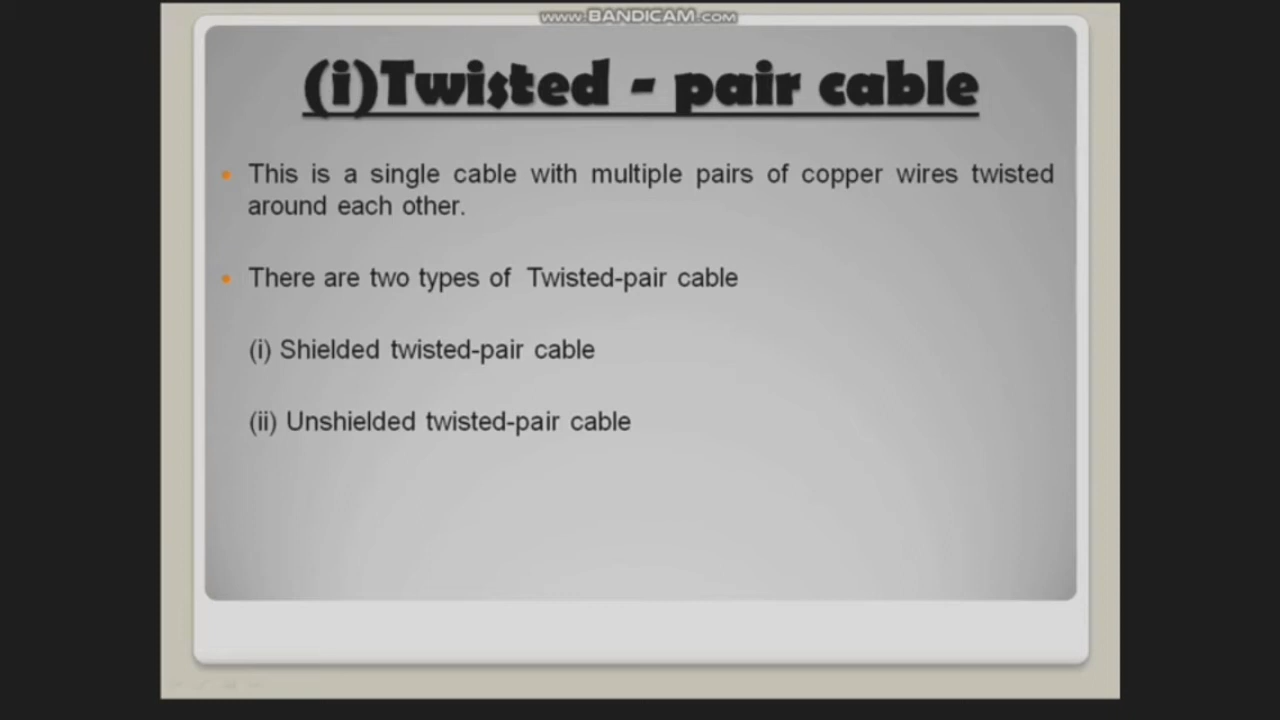 www.BANDICAM.com
(i)Twisted - pair cable
• This is a single cable with multiple pairs of copper wires twisted
around each other.
• There are two types of Twisted-pair cable
(i) Shielded twisted-pair cable
(ii) Unshielded twisted-pair cable